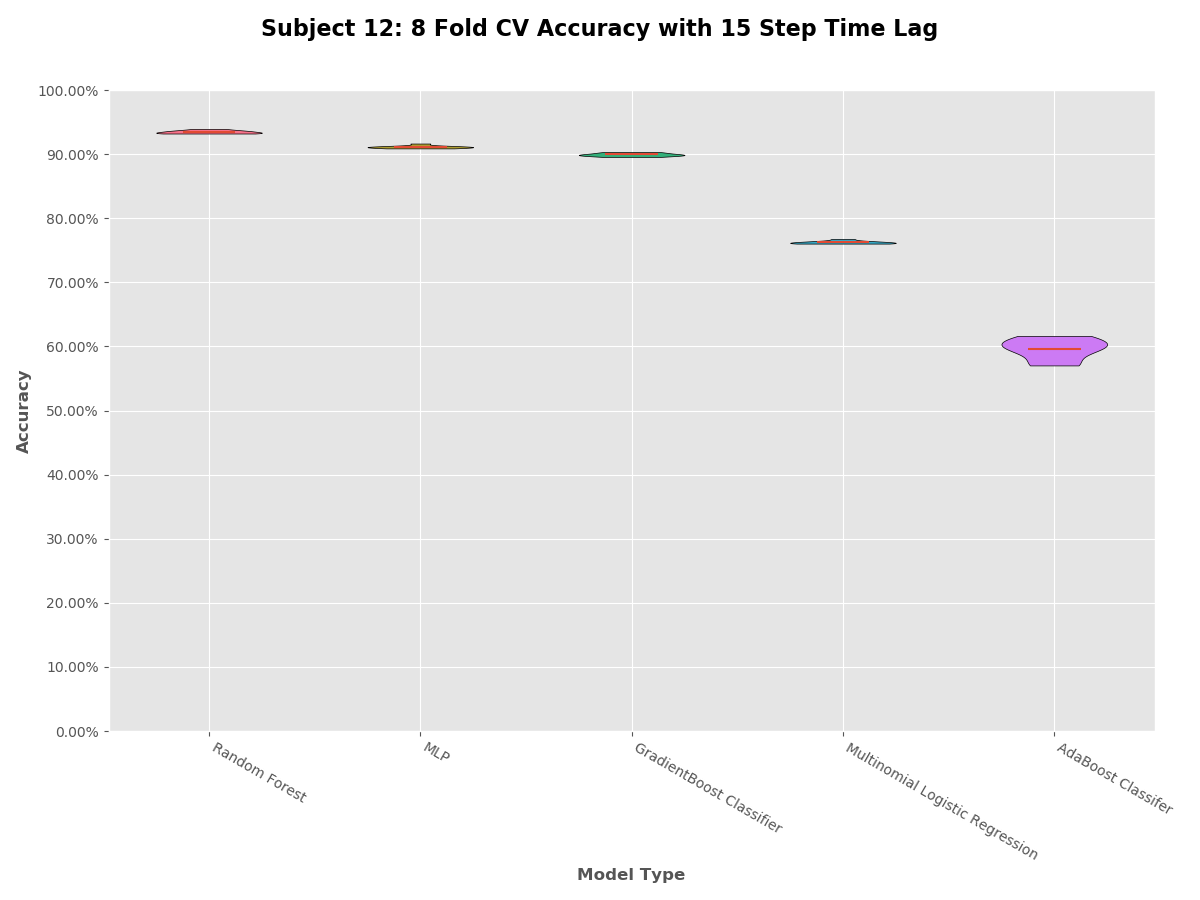 Subject 12: 8 Fold CV Accuracy with 15 Step Time Lag
100.00%
90.00%
80.00%
70.00%
60.00%
50.00%
40.00%
30.00%
20.00%
10.00%
0.00%
Accuracy
Random Forest
MLP
GradientBoost Classifier
Multinomial Logistic Regression
AdaBoost Classifer
Model Type